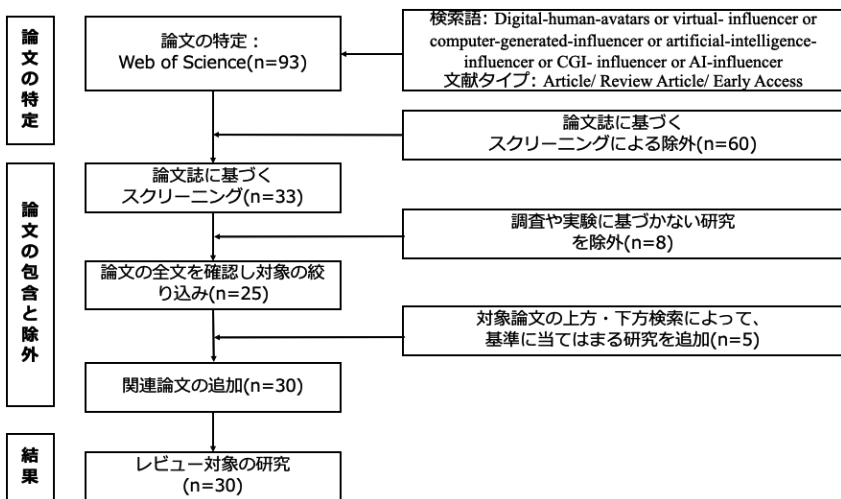 論文の特定
論文の特定：
Web of Science(n=93)
検索語: Digital-human-avatars or virtual- influencer or
computer-generated-influencer or artificial-intelligence-
influencer or CGI- influencer or AI-influencer
文献タイプ: Article/ Review Article/ Early Access
論文誌に基づく
スクリーニングによる除外(n=60)
論文の包含と除外
論文誌に基づく
スクリーニング(n=33)
調査や実験に基づかない研究
を除外(n=8)
論文の全文を確認し対象の絞
り込み(n=25)
対象論文の上方・下方検索によって、
基準に当てはまる研究を追加(n=5)
関連論文の追加(n=30)
結果
レビュー対象の研究
(n=30)